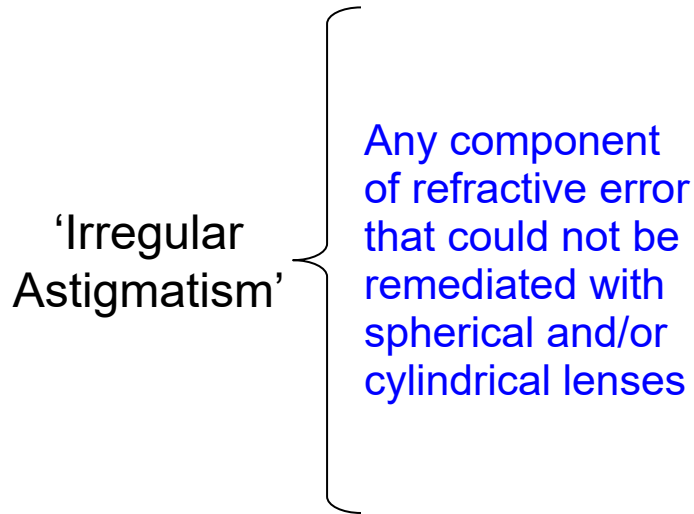 ‘Irregular
Astigmatism’
Any component
of refractive error
that could not be
remediated with
spherical and/or
cylindrical lenses